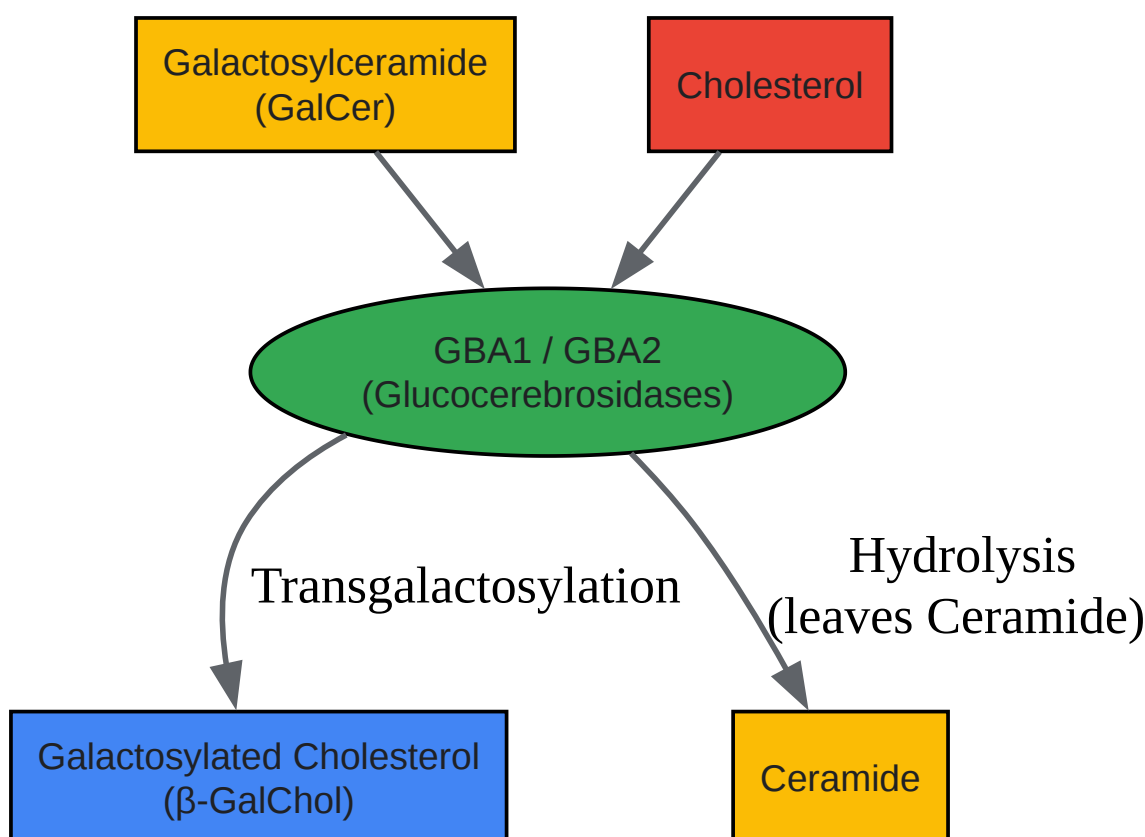 Galactosylceramide
(GalCer)
Cholesterol
GBA1 / GBA2
(Glucocerebrosidases)
Transgalactosylation
Hydrolysis
(leaves Ceramide)
Galactosylated Cholesterol
(β-GalChol)
Ceramide